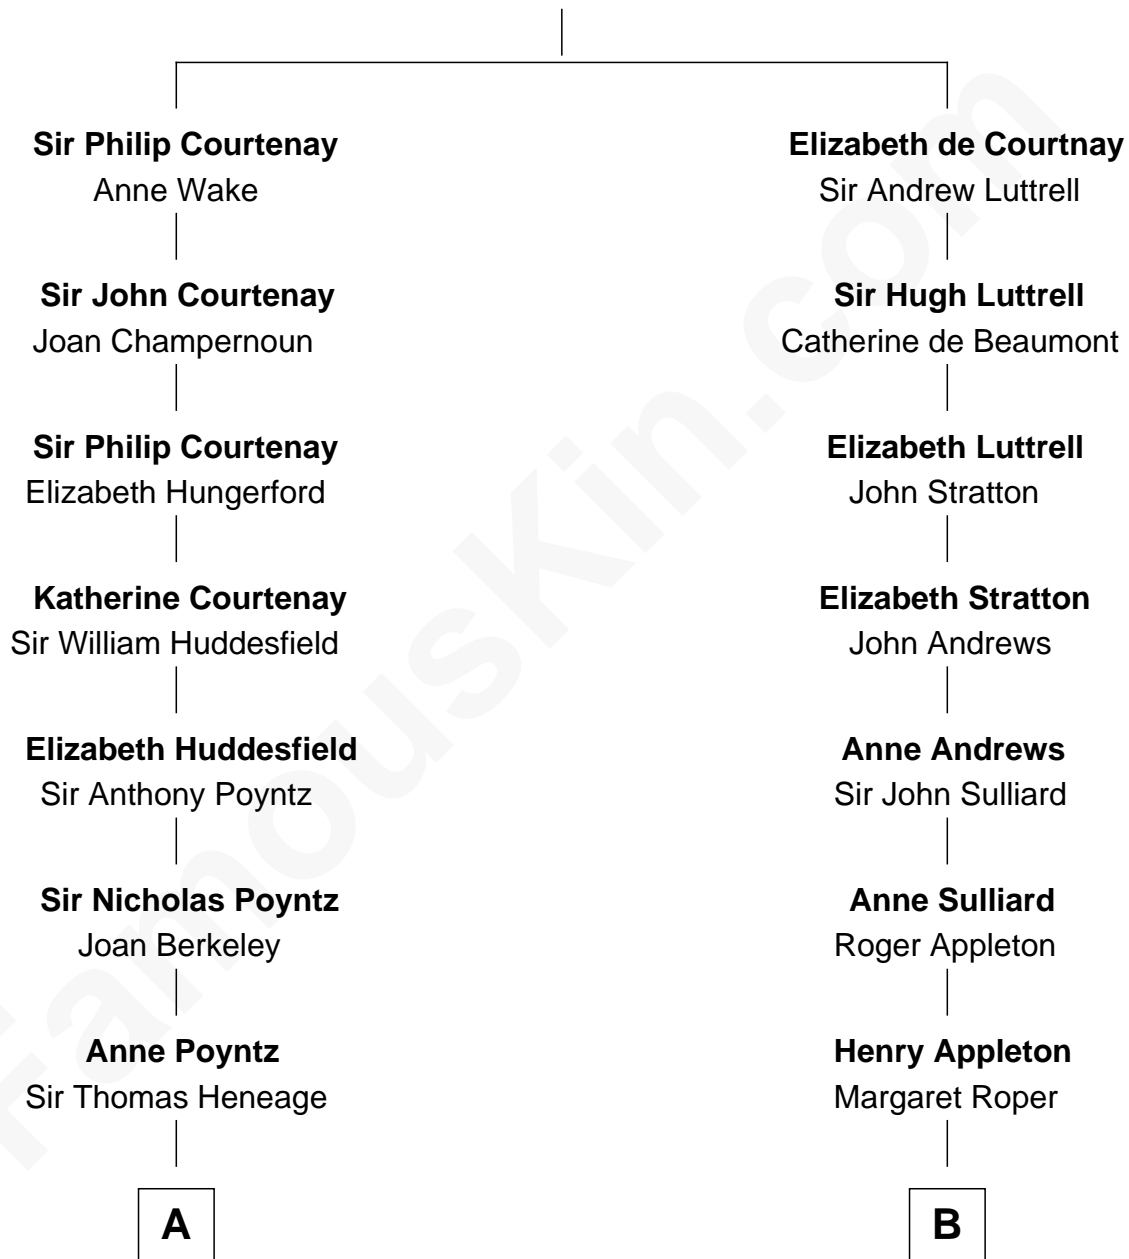 Sir Philip Courtenay
Anne Wake
Elizabeth de Courtnay
Sir Andrew Luttrell
Sir John Courtenay
Joan Champernoun
Sir Hugh Luttrell
Catherine de Beaumont
Sir Philip Courtenay
Elizabeth Hungerford
Elizabeth Luttrell
John Stratton
Katherine Courtenay
Sir William Huddesfield
Elizabeth Stratton
John Andrews
Elizabeth Huddesfield
Sir Anthony Poyntz
Anne Andrews
Sir John Sulliard
Sir Nicholas Poyntz
Joan Berkeley
Anne Sulliard
Roger Appleton
Anne Poyntz
Sir Thomas Heneage
Henry Appleton
Margaret Roper
A
B
FamousKin.com